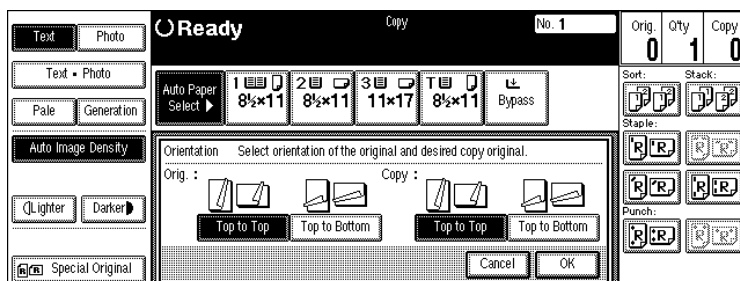 Text Photo
Text • Photo
Pale Generation
Auto Image Density
Lighter Darker
Special Original
Ready Copy No. 1
Auto Paper Select
1 8½×11
2 8½×11
3 11×17
T 8½×11
Bypass
Orientation Select orientation of the original and desired copy original.
Orig. : Copy :
Top to Top Top to Bottom Top to Top Top to Bottom
Cancel OK
Orig. Q'ty Copy
0 1 0
Sort: Stack:
Staple:
Punch: